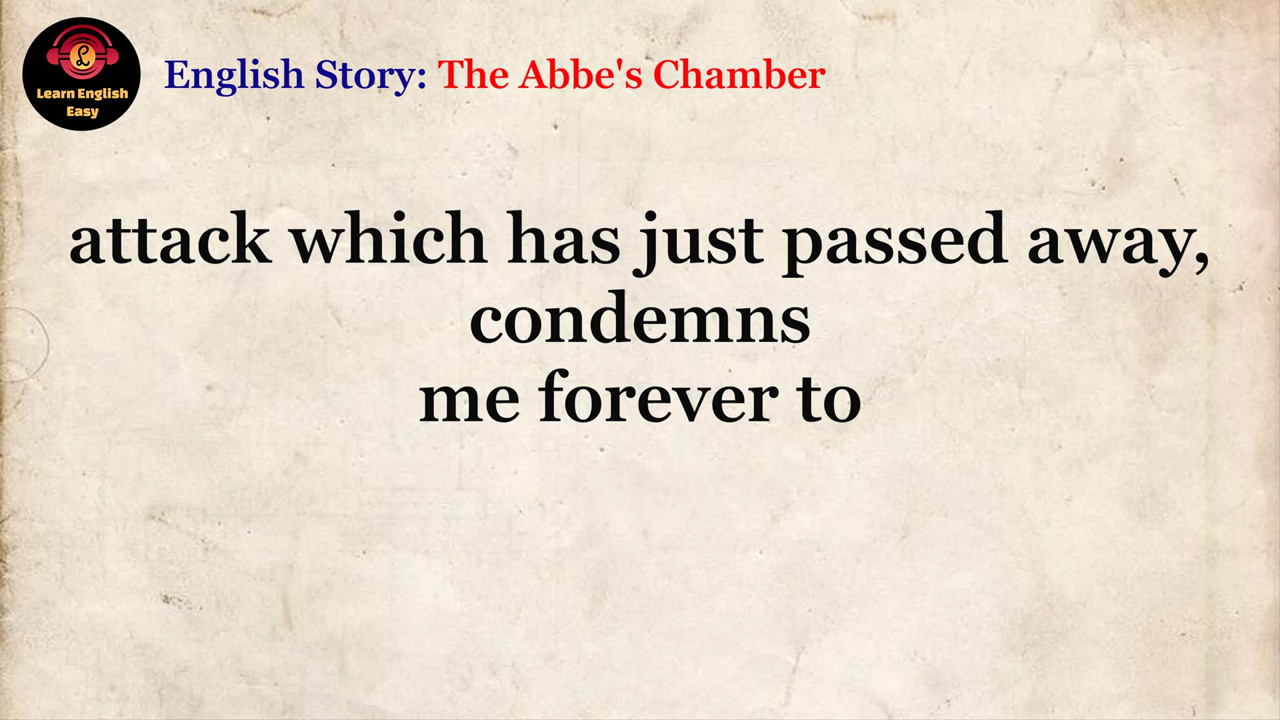 Learn English
Easy
English Story: The Abbe's Chamber
attack which has just passed away,
condemns
me forever to